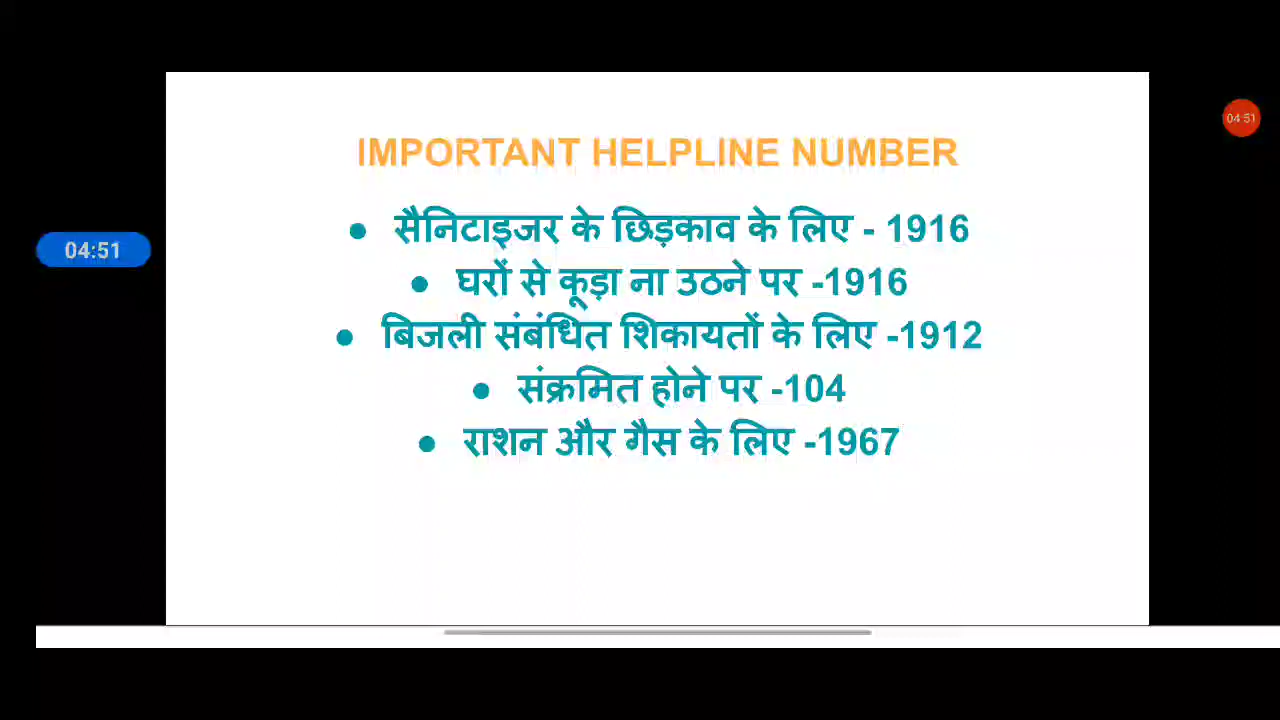 IMPORTANT HELPLINE NUMBER
04:51
● सैनिटाइजर के छिड़काव के लिए - 1916
04:51
● घरों से कूड़ा ना उठने पर -1916
● बिजली संबंधित शिकायतों के लिए -1912
● संक्रमित होने पर -104
● राशन और गैस के लिए -1967